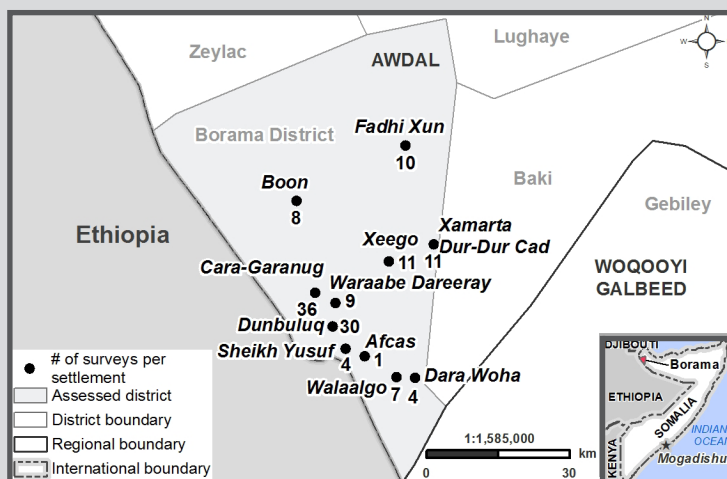 Zeylac
Lughaye
N
W
E
S
AWDAL
Borama District
Fadhi Xun
10
Baki
Boon
8
Gebiley
Ethiopia
Xamarta
Dur-Dur Cad
11
Xeego
11
Cara-Garanug
36
Waraabe Dareeray
9
WOQOOYI
GALBEED
Dunbuluq
30
Sheikh Yusuf
4
Afcas
1
Walaalgo
7
Dara Woha
4
# of surveys per
settlement
Assessed district
District boundary
Regional boundary
International boundary
1:1,585,000
km
0
30
DJIBOUTI
Borama
ETHIOPIA
SOMALIA
INDIAN
OCEA
KENYA
Mogadishu